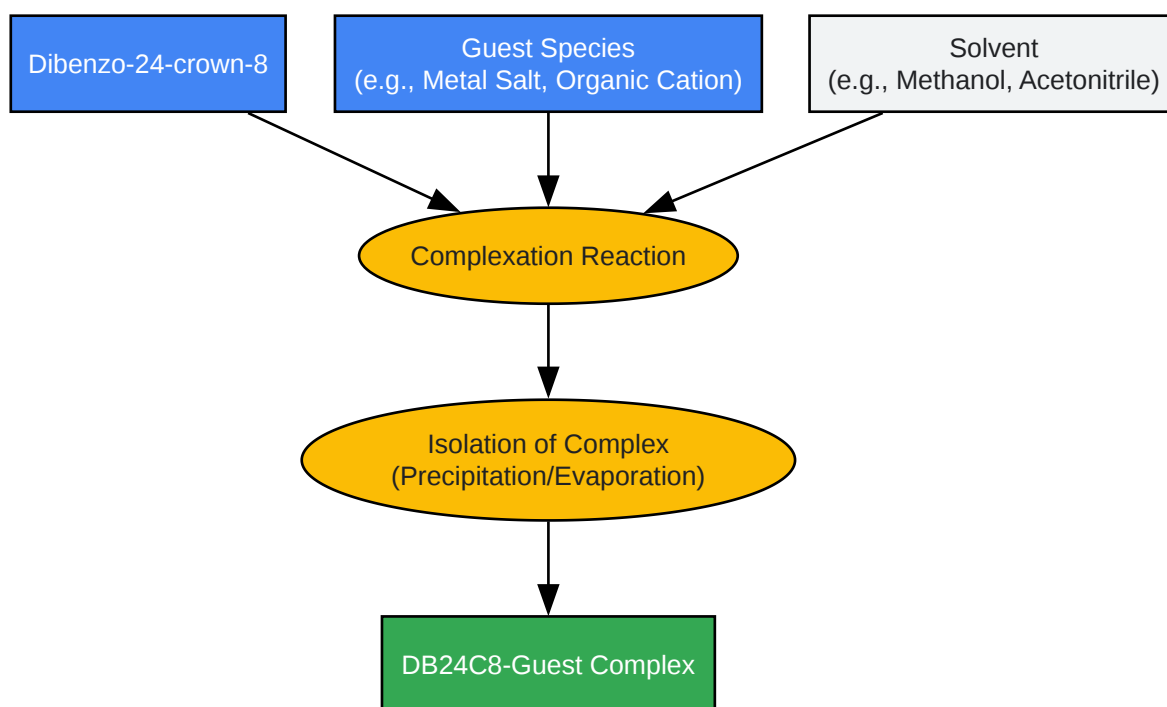 Dibenzo-24-crown-8
Guest Species
(e.g., Metal Salt, Organic Cation)
Solvent
(e.g., Methanol, Acetonitrile)
Complexation Reaction
Isolation of Complex
(Precipitation/Evaporation)
DB24C8-Guest Complex